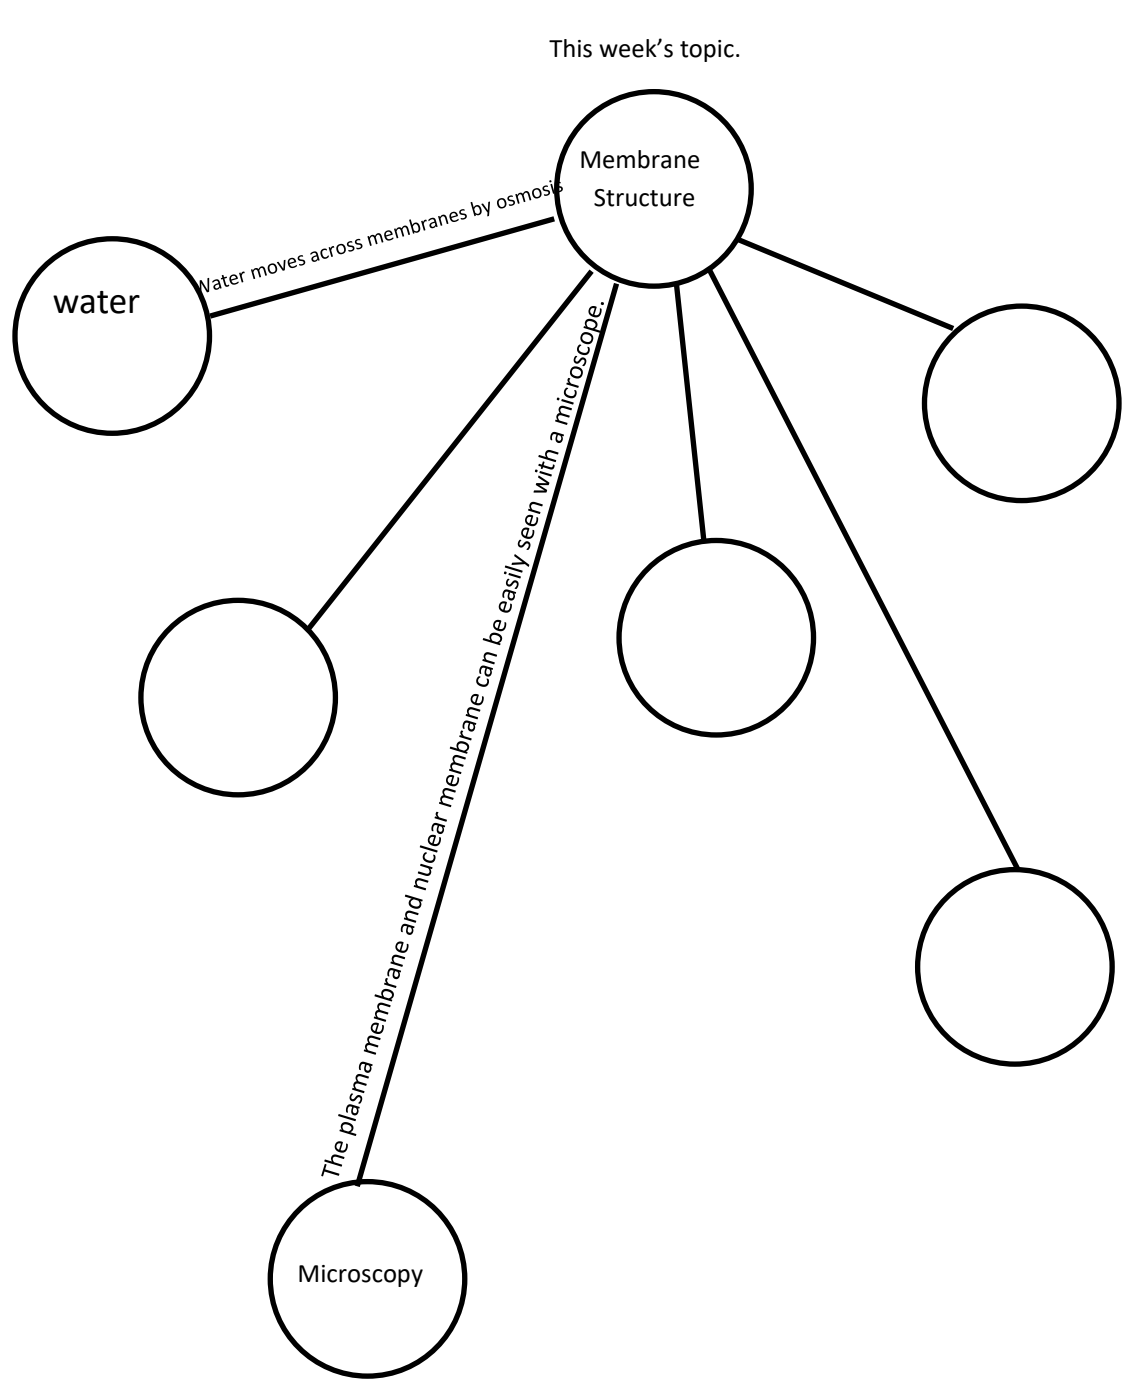 This week’s topic.
Membrane
Structure
Water moves across membranes by osmosis
water
The plasma membrane and nuclear membrane can be easily seen with a microscope.
Microscopy